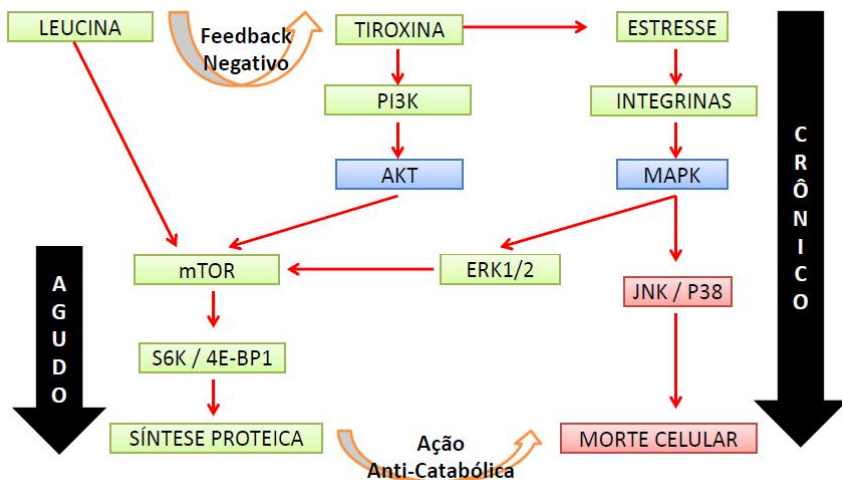 LEUCINA
Feedback
Negativo
TIROXINA
ESTRESSE
PI3K
INTEGRINAS
AKT
MAPK
mTOR
ERK1/2
JNK / P38
S6K / 4E-BP1
SÍNTESE PROTEICA
Ação
Anti-Catabólica
MORTE CELULAR
AGUDO
CRÔNICO